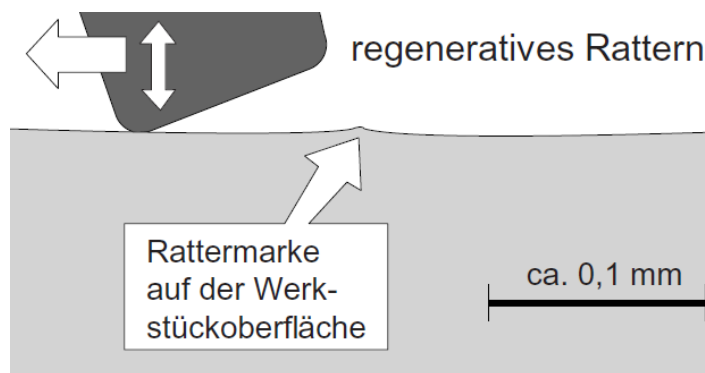 regeneratives Rattern
Rattermarke
auf der Werk-
stückoberfläche
ca. 0,1 mm